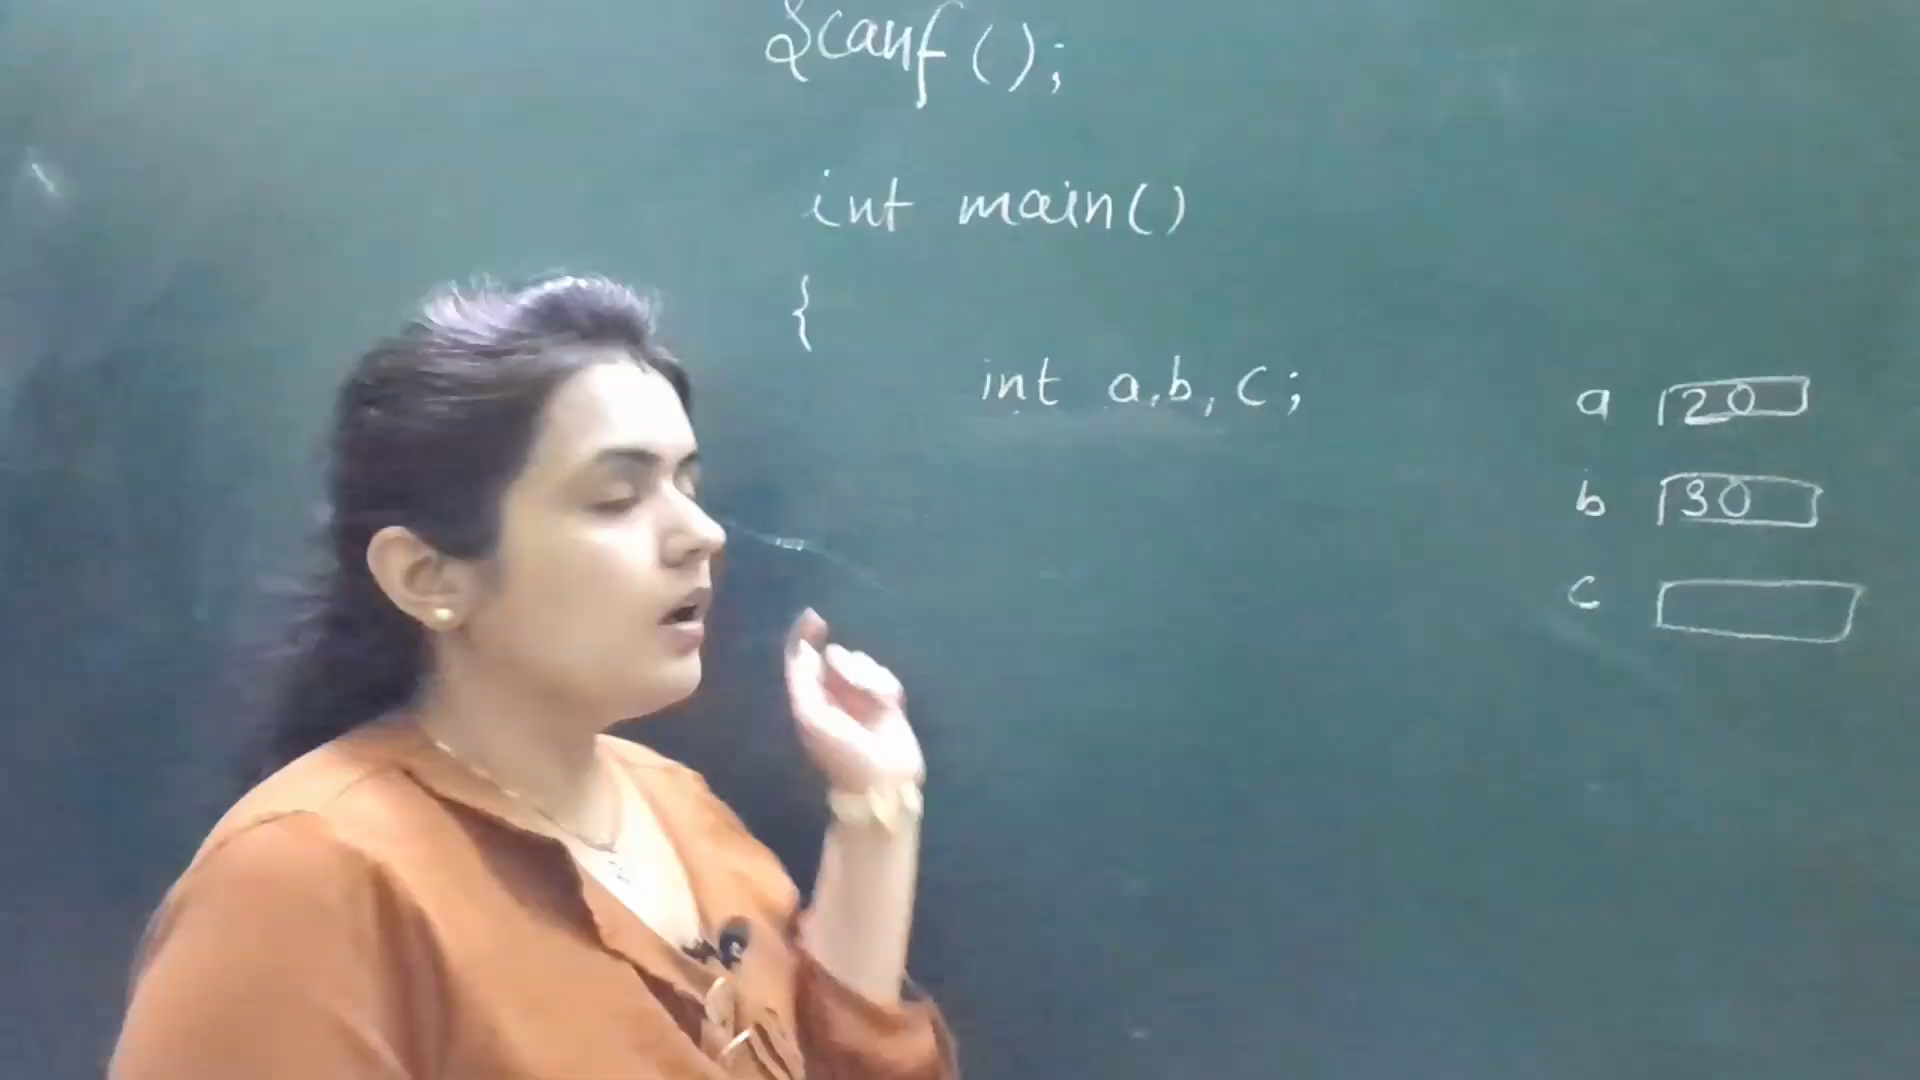 Scanf();
int main()
{
int a,b, c;
a 20
b 30
c